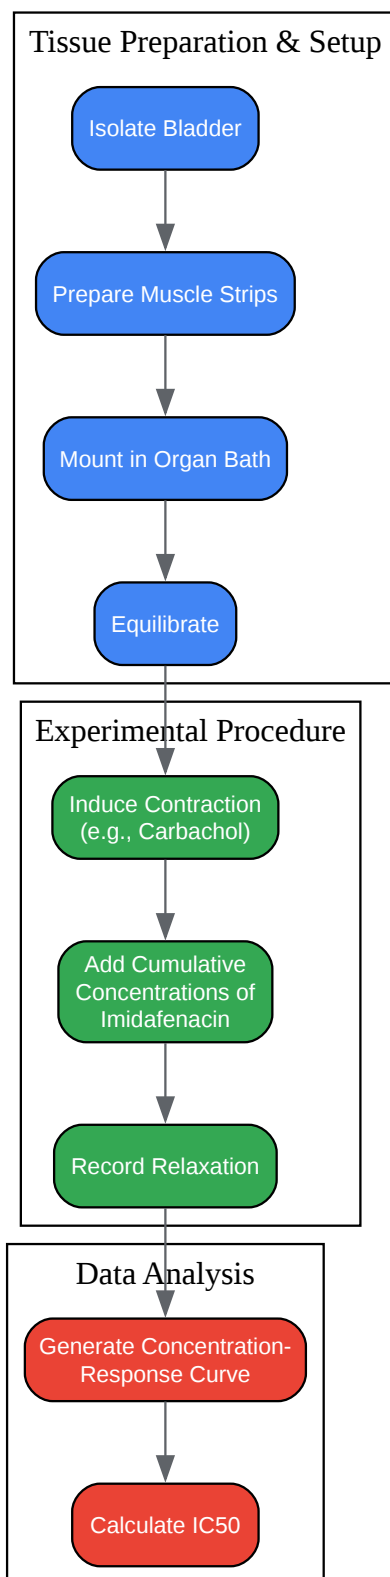 Tissue Preparation & Setup
Isolate Bladder
Prepare Muscle Strips
Mount in Organ Bath
Equilibrate
Experimental Procedure
Induce Contraction
(e.g., Carbachol)
Add Cumulative
Concentrations of
Imidafenacin
Record Relaxation
Data Analysis
Generate Concentration-
Response Curve
Calculate IC50